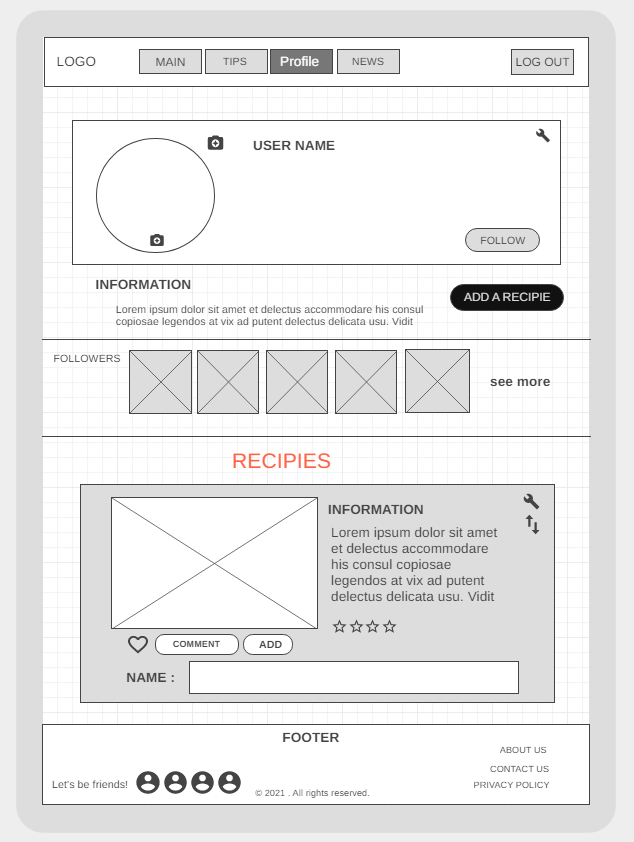 LOGO
MAIN
TIPS
Profile
NEWS
LOG OUT
USER NAME
FOLLOW
INFORMATION
ADD A RECIPIE
Lorem ipsum dolor sit amet et delectus accommodare his consul
copiosae legendos at vix ad putent delectus delicata usu. Vidit
FOLLOWERS
see more
RECIPIES
INFORMATION
Lorem ipsum dolor sit amet
et delectus accommodare
his consul copiosae
legendos at vix ad putent
delectus delicata usu. Vidit
COMMENT
ADD
NAME :
FOOTER
ABOUT US
CONTACT US
PRIVACY POLICY
Let's be friends!
© 2021 . All rights reserved.